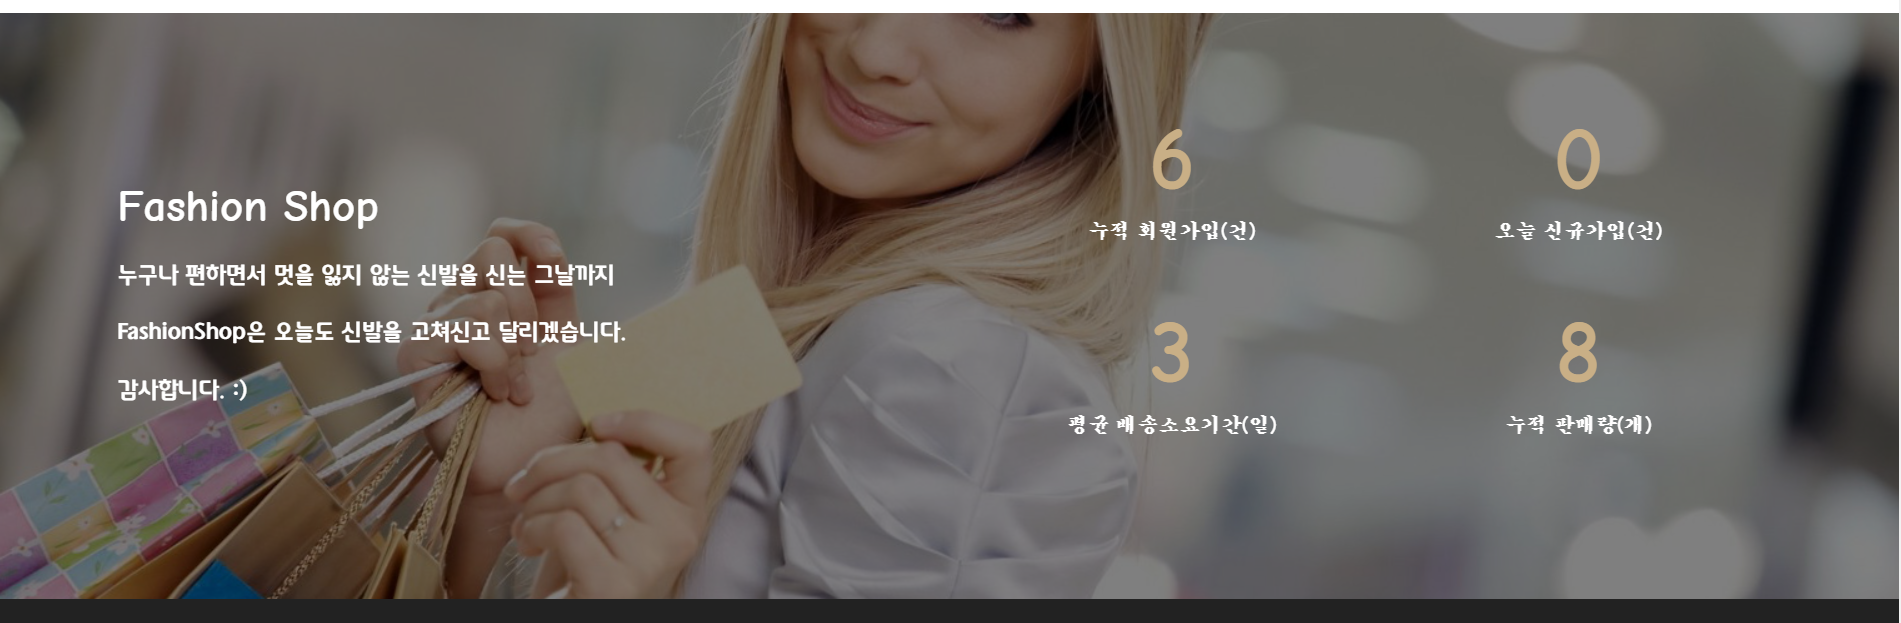 Fashion Shop
누구나 편하면서 멋을 잃지 않는 신발을 신는 그날까지
FashionShop은 오늘도 신발을 고쳐신고 달리겠습니다.
감사합니다. :)
6
누적 회원가입(건)
0
오늘 신규가입(건)
3
평균 배송소요기간(일)
8
누적 판매량(개)